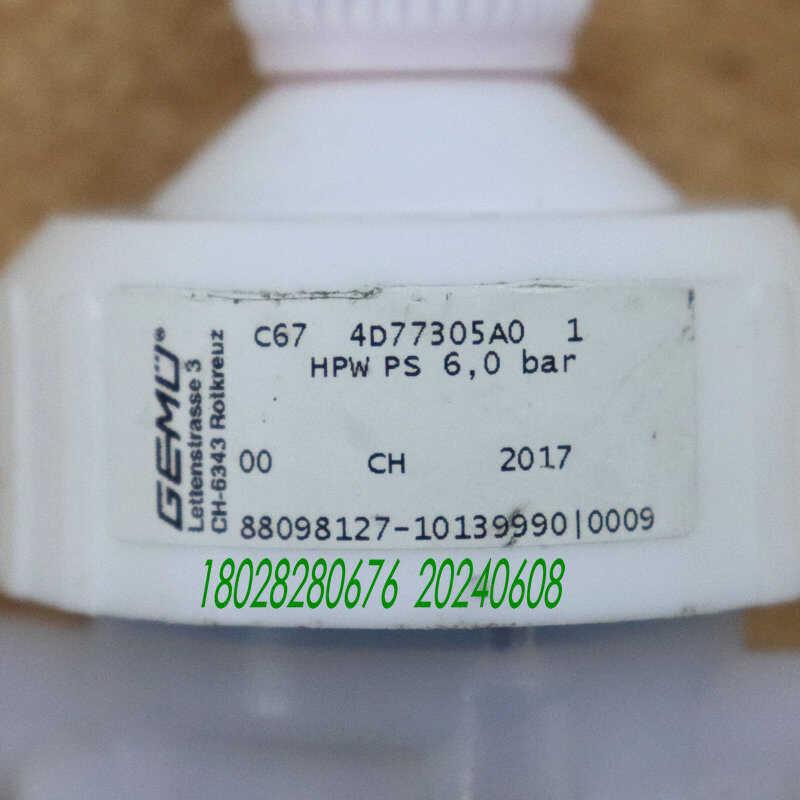 GEMÜ®
Lettenstrasse 3
CH-6343 Rotkreuz
C67 4D77305A0 1
HPW PS 6,0 bar
00 CH 2017
88098127-10139990|0009
18028280676 20240608